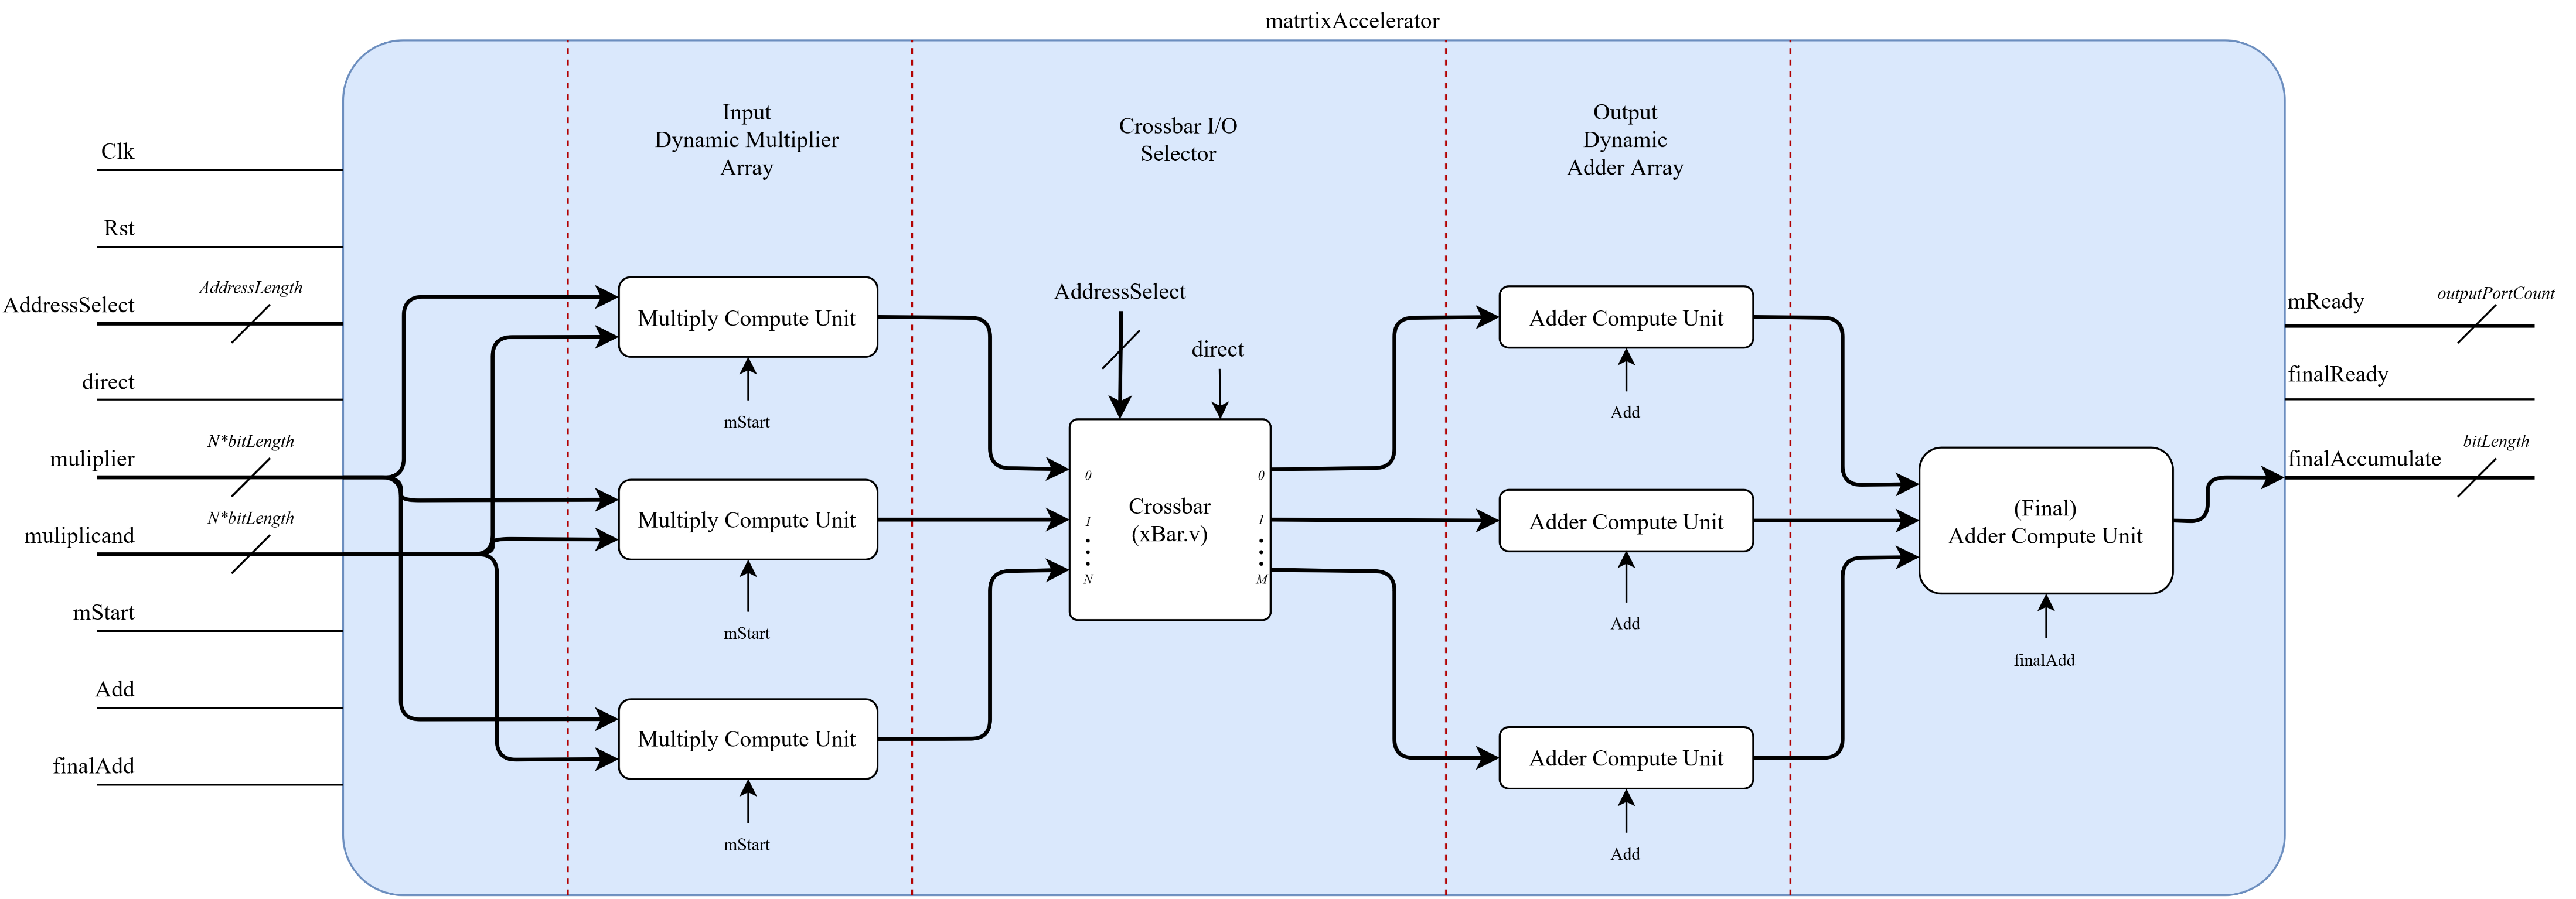 matrtixAccelerator
Input
Dynamic Multiplier
Array
Crossbar I/O
Selector
Output
Dynamic
Adder Array
Clk
Rst
AddressSelect
AddressLength
direct
muliplier
N*bitLength
muliplicand
N*bitLength
mStart
Add
finalAdd
Multiply Compute Unit
mStart
Multiply Compute Unit
mStart
Multiply Compute Unit
mStart
AddressSelect
direct
Crossbar
(xBar.v)
0
1
N
0
1
M
Adder Compute Unit
Add
Adder Compute Unit
Add
Adder Compute Unit
Add
(Final)
Adder Compute Unit
finalAdd
mReady
outputPortCount
finalReady
finalAccumulate
bitLength